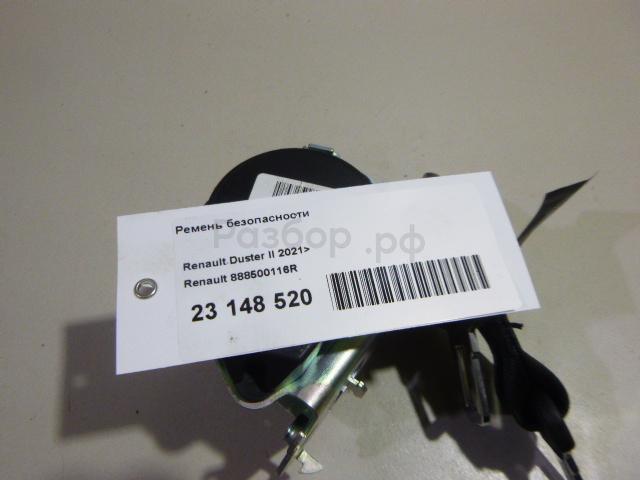 Ремень безопасности
Разбор.рф
Renault Duster II 2021>
Renault 888500116R
23 148 520